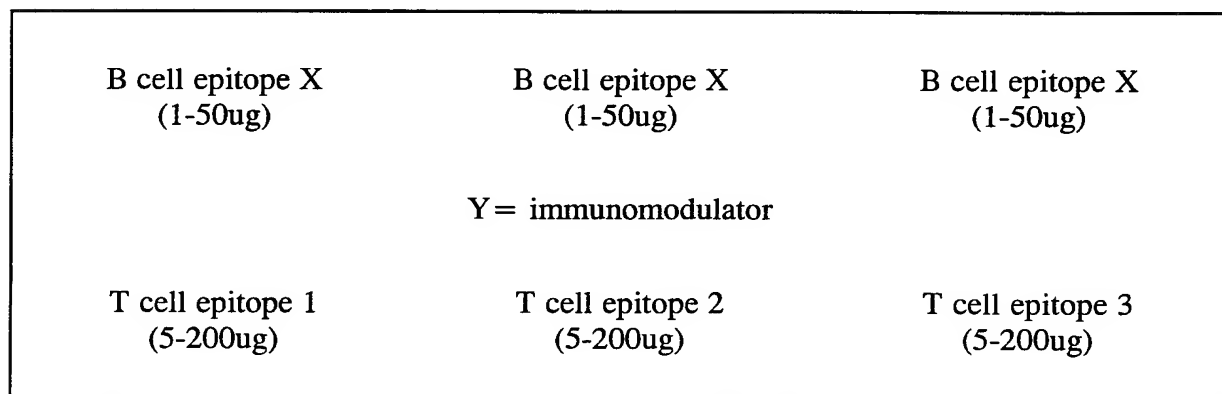 B cell epitope X B cell epitope X B cell epitope X
(1-50ug) (1-50ug) (1-50ug)
Y= immunomodulator
T cell epitope 1 T cell epitope 2 T cell epitope 3
(5-200ug) (5-200ug) (5-200ug)